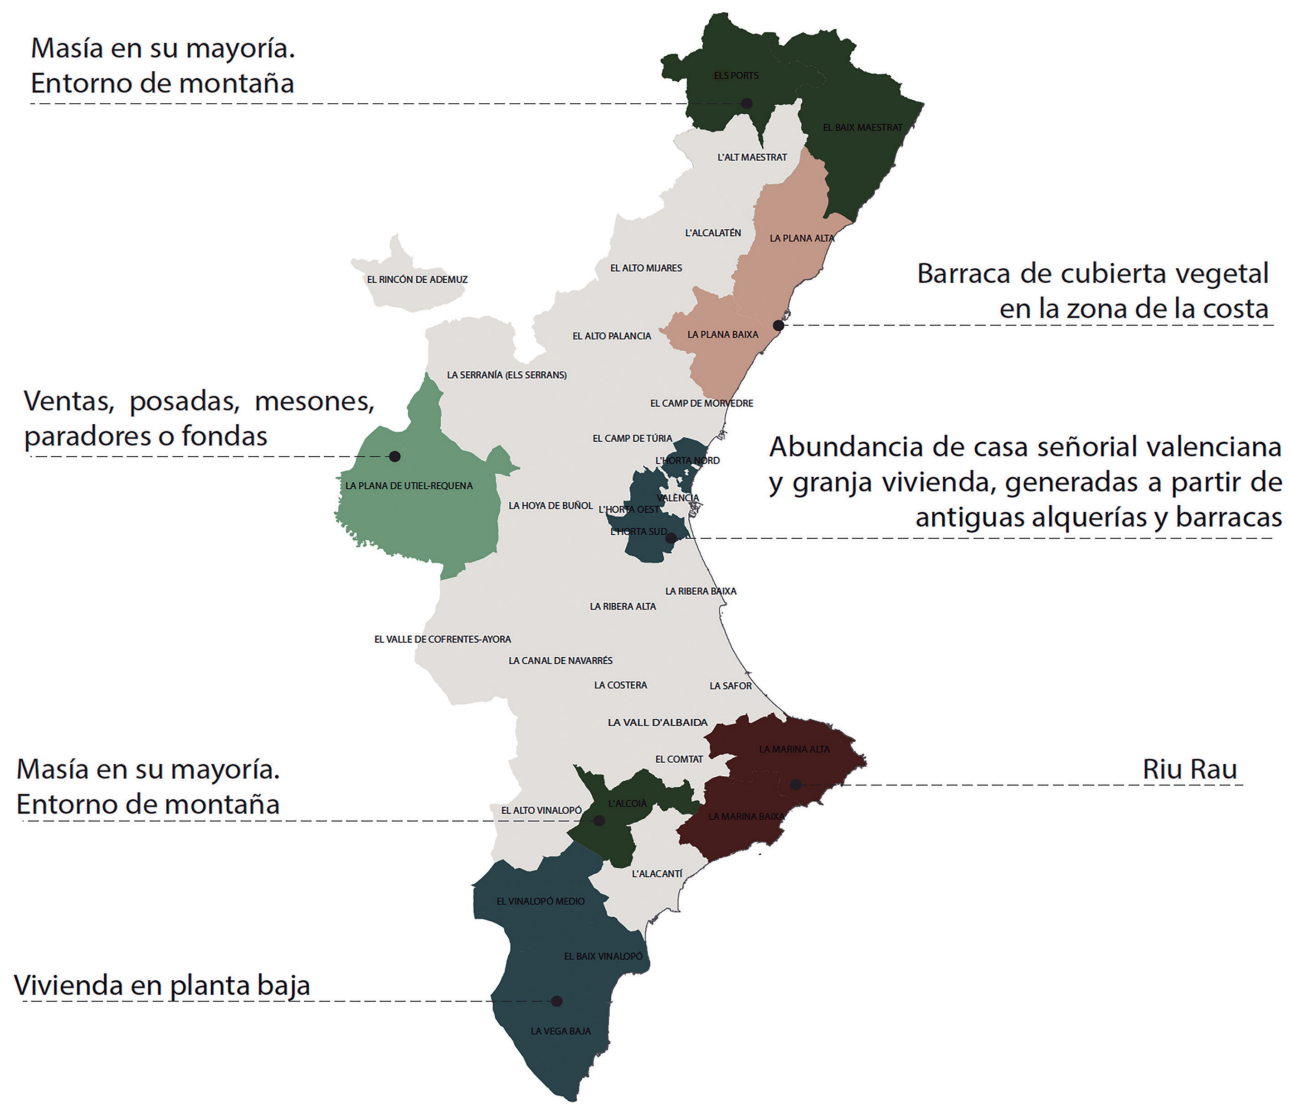 Masía en su mayoría.
Entorno de montaña
ELS PORTS
EL BAIX MAESTRAT
L'ALT MAESTRAT
L'ALCALATÉN
LA PLANA ALTA
EL ALTO MIJARES
EL RINCÓN DE ADEMUZ
Barraca de cubierta vegetal
en la zona de la costa
EL ALTO PALANCIA
LA PLANA BAIXA
LA SERRANÍA (ELS SERRANS)
Ventas, posadas, mesones,
paradores o fondas
EL CAMP DE MORVEDRE
EL CAMP DE TÚRIA
L'HORTA NORD
Abundancia de casa señorial valenciana
y granja vivienda, generadas a partir de
antiguas alquerías y barracas
LA PLANA DE UTIEL-REQUENA
VALÈNCIA
LA HOYA DE BUÑOL
L'HORTA OEST
L'HORTA SUD
LA RIBERA BAIXA
LA RIBERA ALTA
EL VALLE DE COFRENTES-AYORA
LA CANAL DE NAVARRÉS
LA COSTERA
LA SAFOR
LA VALL D'ALBAIDA
LA MARINA ALTA
EL COMTAT
Riu Rau
Masía en su mayoría.
Entorno de montaña
L'ALCOIÀ
EL ALTO VINALOPÓ
LA MARINA BAIXA
L'ALACANTÍ
EL VINALOPÓ MEDIO
EL BAIX VINALOPÓ
Vivienda en planta baja
LA VEGA BAJA